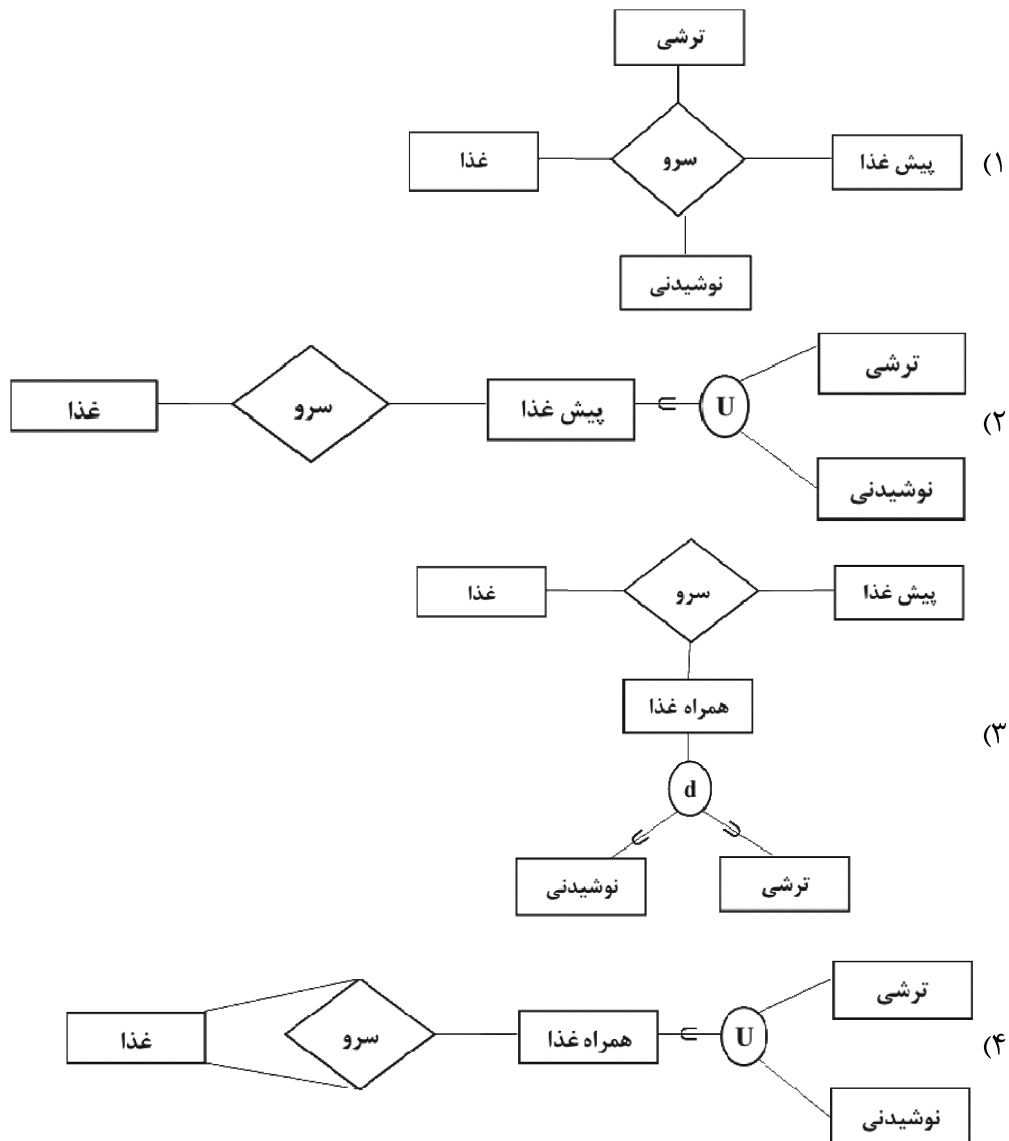 ترشی
۱) پیش غذا سرو غذا
نوشیدنی
ترشی
۲) U ⊂ پیش غذا سرو غذا
نوشیدنی
پیش غذا سرو غذا
همراه غذا
۳)
d
∪ ∪
ترشی نوشیدنی
ترشی
۴) U ⊂ همراه غذا سرو غذا
نوشیدنی